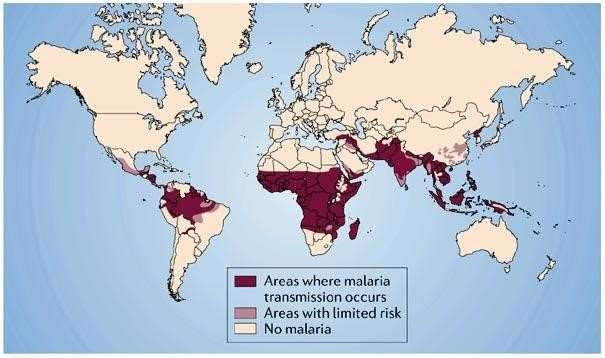 Areas where malaria
transmission occurs
Areas with limited risk
No malaria